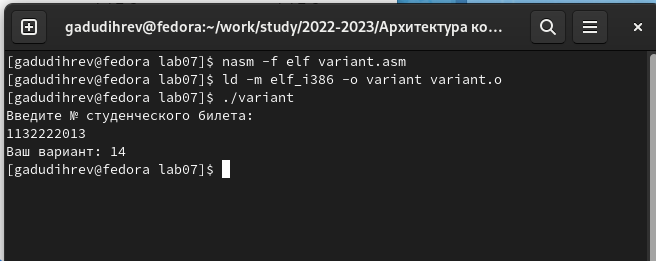 gadudihrev@fedora:~/work/study/2022-2023/Архитектура ко...
[gadudihrev@fedora lab07]$ nasm -f elf variant.asm
[gadudihrev@fedora lab07]$ ld -m elf_i386 -o variant variant.o
[gadudihrev@fedora lab07]$ ./variant
Введите № студенческого билета:
1132222013
Ваш вариант: 14
[gadudihrev@fedora lab07]$